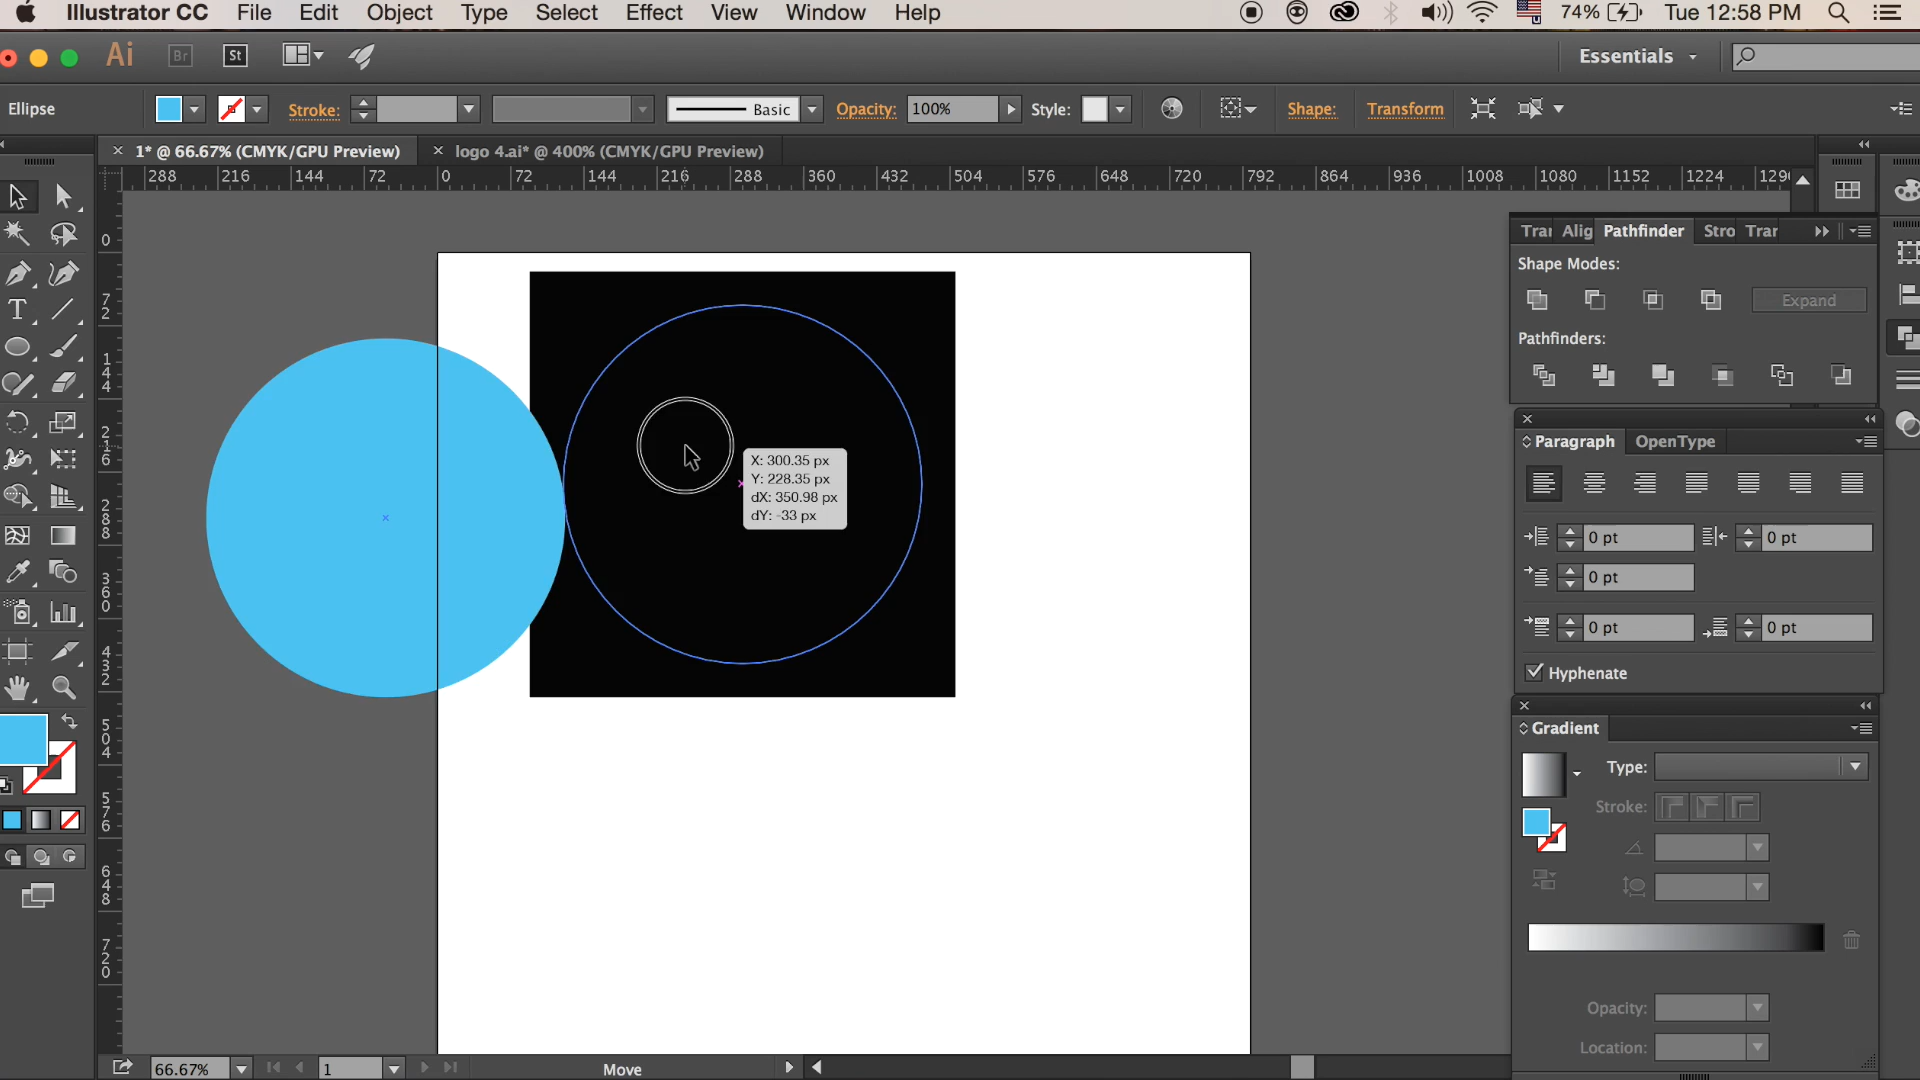 Illustrator CC File Edit Object Type Select Effect View Window Help 74% Tue 12:58 PM
Ai Br St Essentials
Ellipse Stroke: Basic Opacity: 100% Style: Shape: Transform
× 1* @ 66.67% (CMYK/GPU Preview) × logo 4.ai* @ 400% (CMYK/GPU Preview)
288 216 144 72 0 72 144 216 288 360 432 504 576 648 720 792 864 936 1008 1080 1152 1224 129
Trar Alig Pathfinder Stro Trar
Shape Modes:
Expand
Pathfinders:
Paragraph OpenType
X: 300.35 px
Y: 228.35 px
dX: 350.98 px
dY: -33 px
0 pt 0 pt
0 pt
0 pt 0 pt
Hyphenate
Gradient
Type:
Stroke:
Opacity:
Location:
0
72
144
216
288
360
432
504
576
648
720
T
66.67% 1 Move